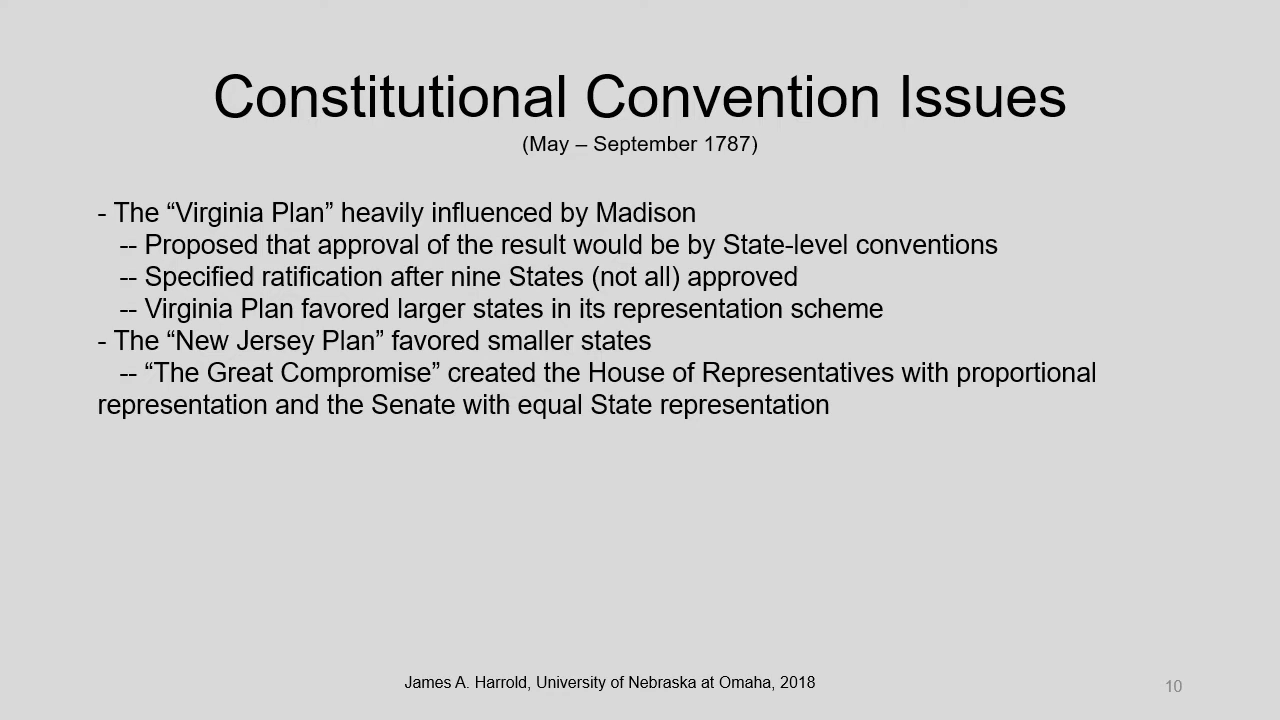 Constitutional Convention Issues
(May – September 1787)
- The “Virginia Plan” heavily influenced by Madison
-- Proposed that approval of the result would be by State-level conventions
-- Specified ratification after nine States (not all) approved
-- Virginia Plan favored larger states in its representation scheme
- The “New Jersey Plan” favored smaller states
-- “The Great Compromise” created the House of Representatives with proportional
representation and the Senate with equal State representation
James A. Harrold, University of Nebraska at Omaha, 2018
10